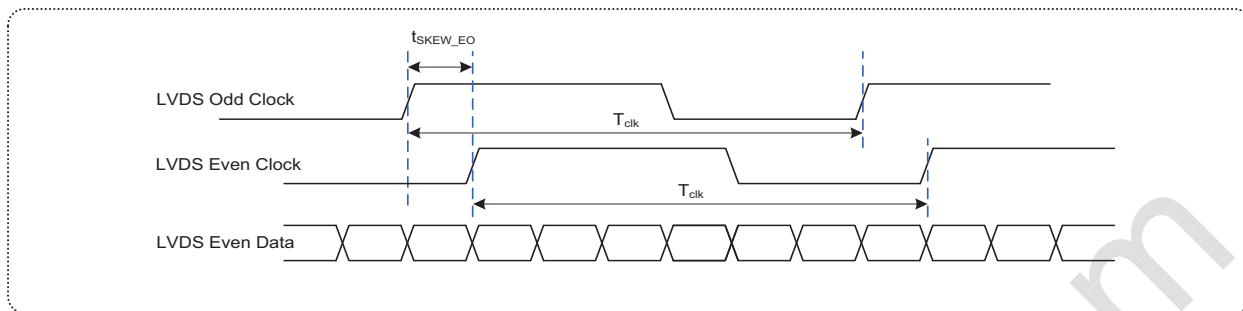 tSKEW_EO
LVDS Odd Clock
Tclk
LVDS Even Clock
Tclk
LVDS Even Data
m